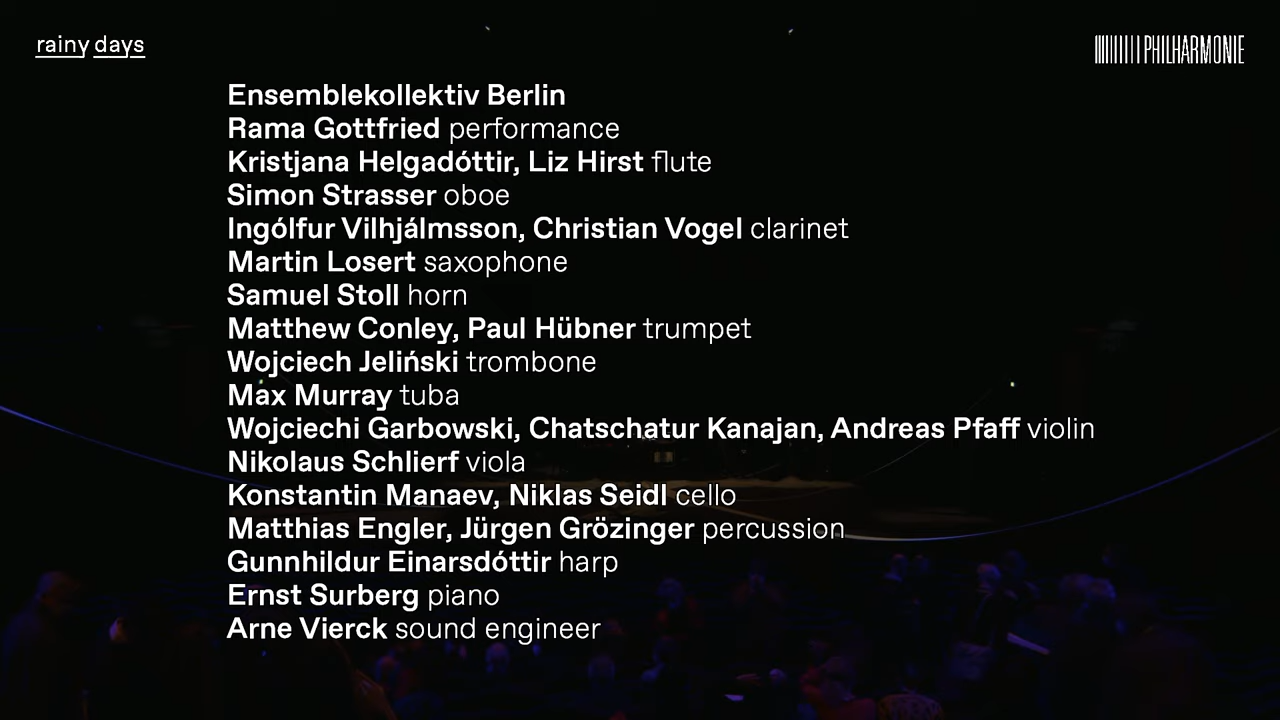 rainy days
PHILHARMONIE
Ensemblekollektiv Berlin
Rama Gottfried performance
Kristjana Helgadóttir, Liz Hirst flute
Simon Strasser oboe
Ingólfur Vilhjálmsson, Christian Vogel clarinet
Martin Losert saxophone
Samuel Stoll horn
Matthew Conley, Paul Hübner trumpet
Wojciech Jeliński trombone
Max Murray tuba
Wojciechi Garbowski, Chatschatur Kanajan, Andreas Pfaff violin
Nikolaus Schlierf viola
Konstantin Manaev, Niklas Seidl cello
Matthias Engler, Jürgen Grözinger percussion
Gunnhildur Einarsdóttir harp
Ernst Surberg piano
Arne Vierck sound engineer